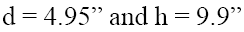 d = 4.95” and h = 9.9”